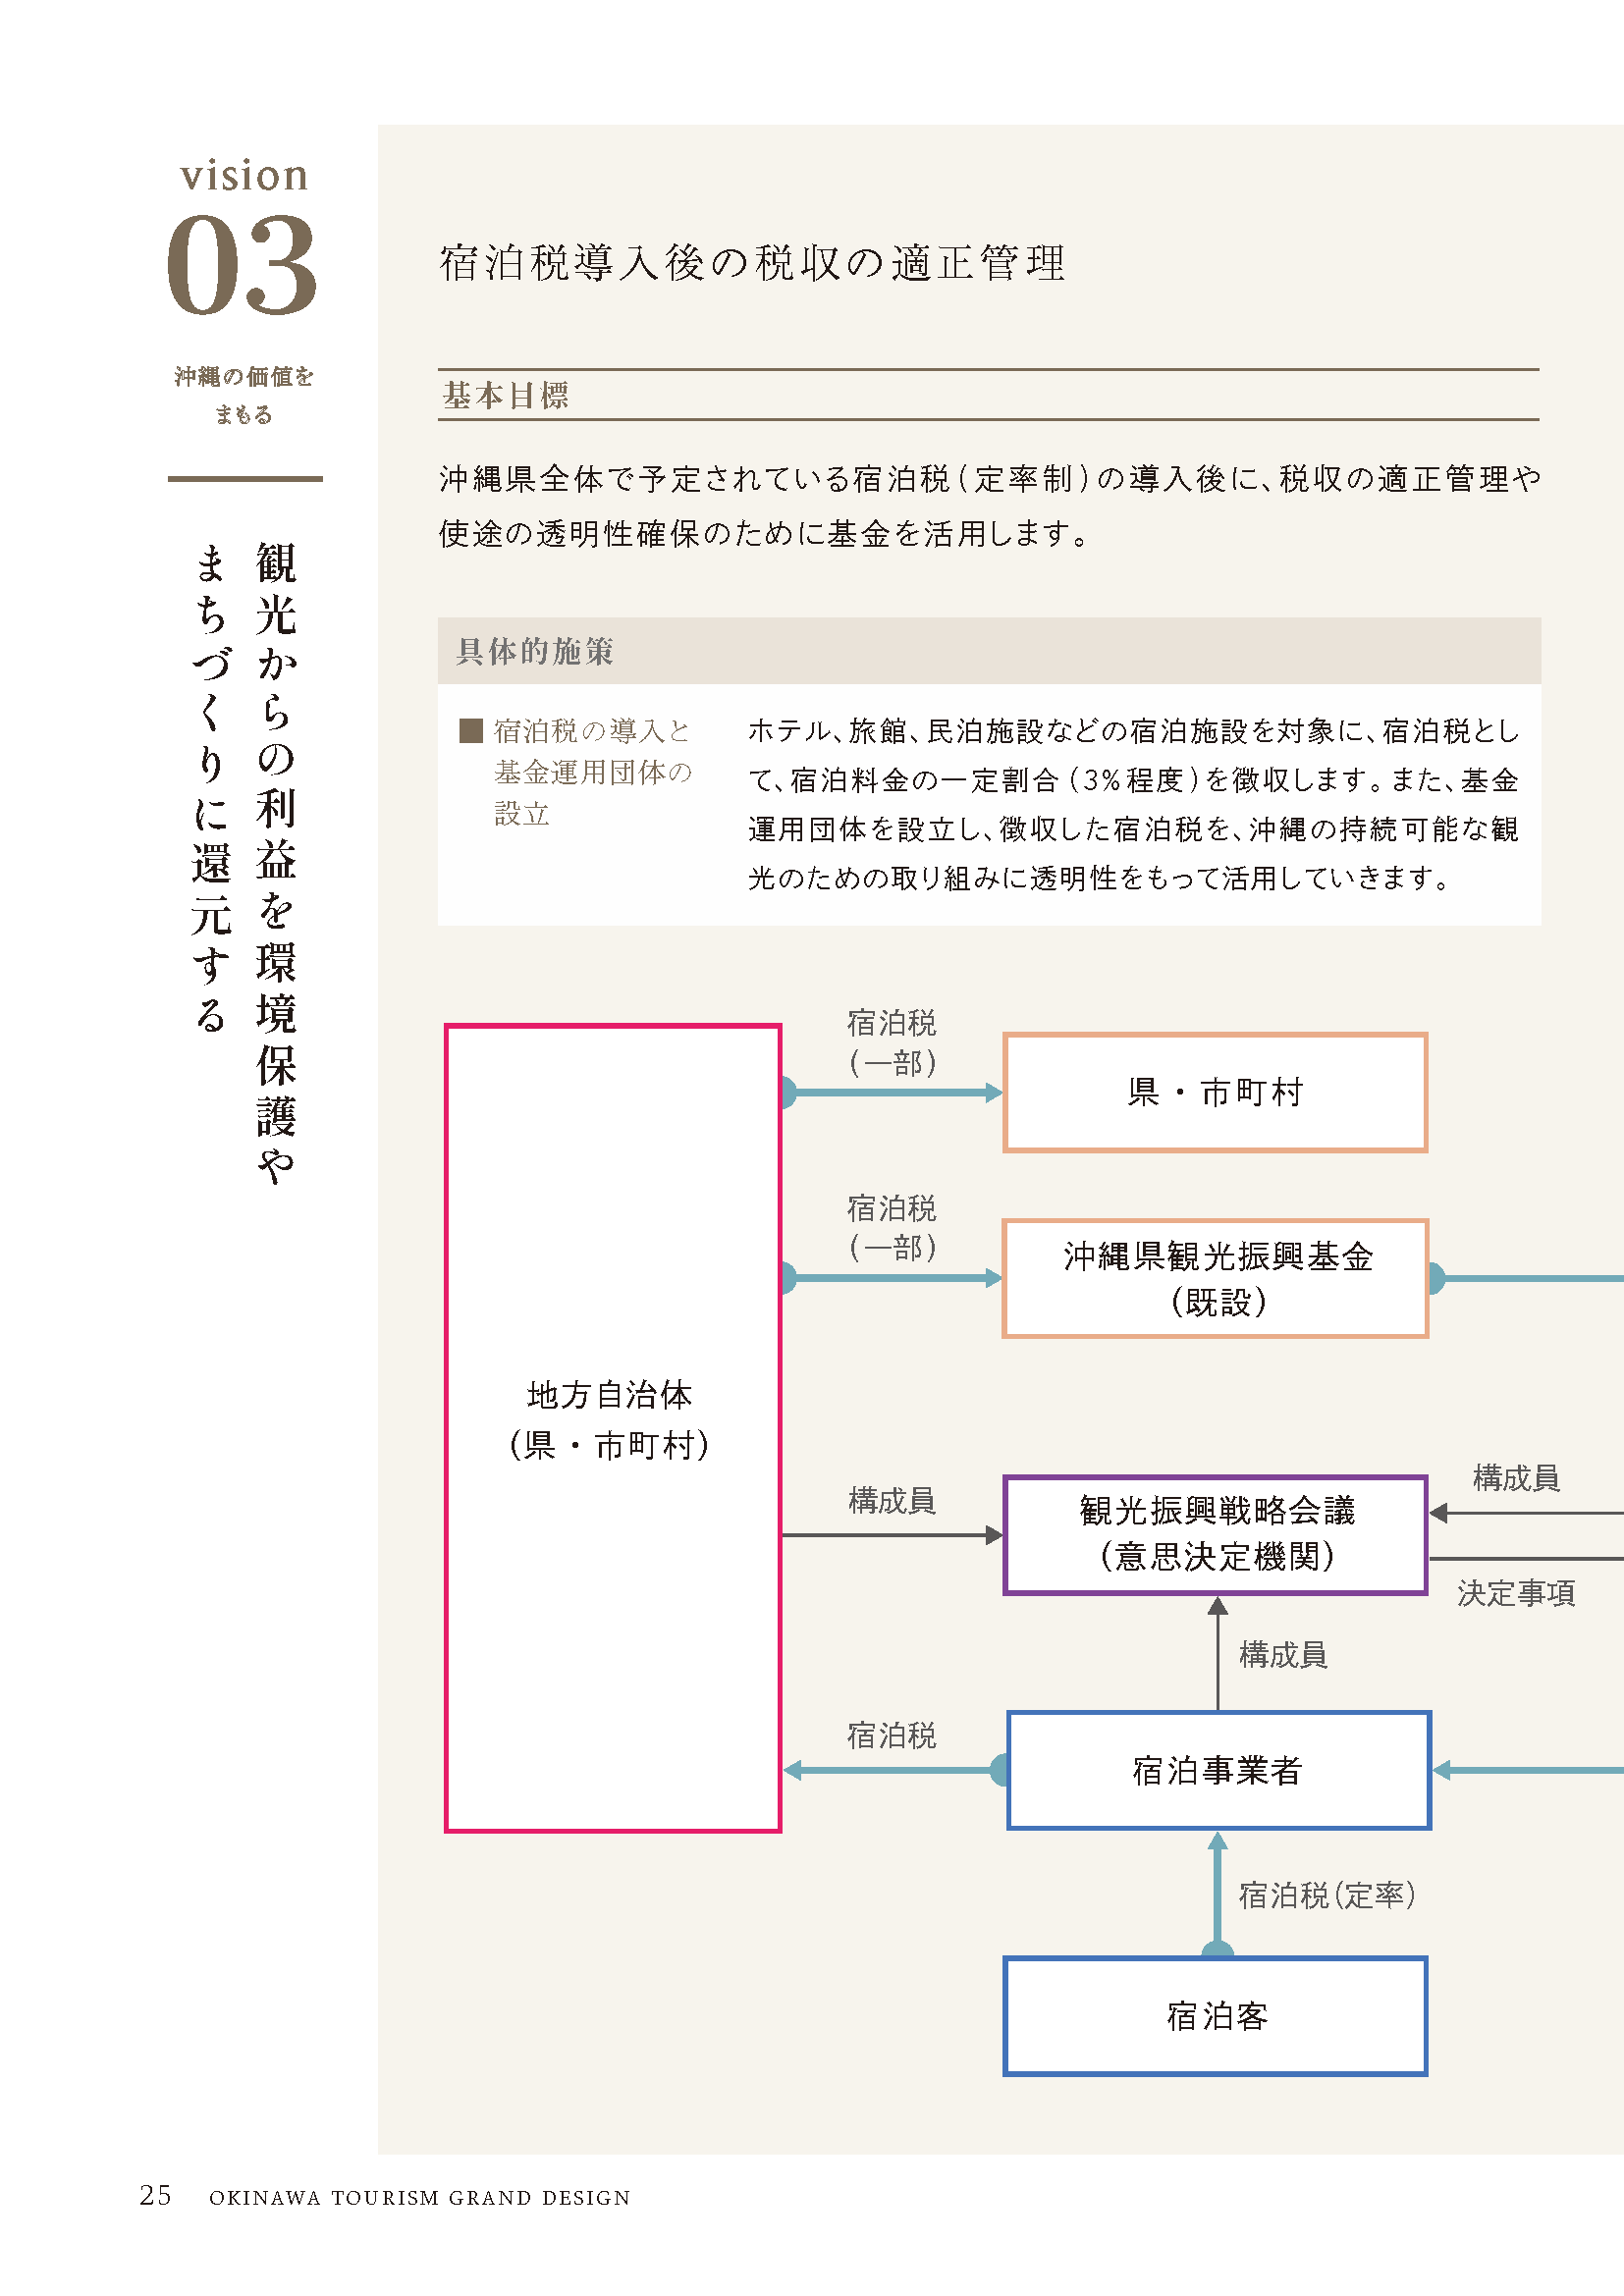 vision
03
沖縄の価値を
まもる
観光からの利益を環境保護や
まちづくりに還元する
宿泊税導入後の税収の適正管理
基本目標
沖縄県全体で予定されている宿泊税(定率制)の導入後に、税収の適正管理や
使途の透明性確保のために基金を活用します。
具体的施策
■ 宿泊税の導入と
基金運用団体の
設立
ホテル、旅館、民泊施設などの宿泊施設を対象に、宿泊税とし
て、宿泊料金の一定割合(3%程度)を徴収します。また、基金
運用団体を設立し、徴収した宿泊税を、沖縄の持続可能な観
光のための取り組みに透明性をもって活用していきます。
宿泊税
(一部)
県・市町村
宿泊税
(一部)
沖縄県観光振興基金
(既設)
地方自治体
(県・市町村)
構成員
観光振興戦略会議
(意思決定機関)
構成員
決定事項
構成員
宿泊税
宿泊事業者
宿泊税(定率)
宿泊客
25 OKINAWA TOURISM GRAND DESIGN